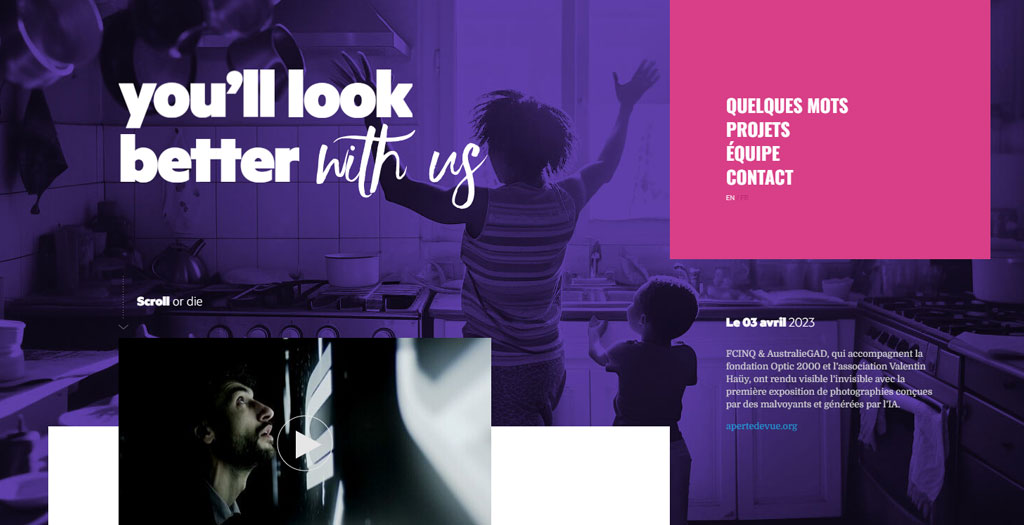 you'll look
better with us
QUELQUES MOTS
PROJETS
ÉQUIPE
CONTACT
EN FR
Scroll or die
Le 03 avril 2023
FCINQ & AustralieGAD, qui accompagnent la
fondation Optic 2000 et l'association Valentin
Haüy, ont rendu visible l'invisible avec la
première exposition de photographies conçues
par des malvoyants et générées par l'IA.
apertedevue.org